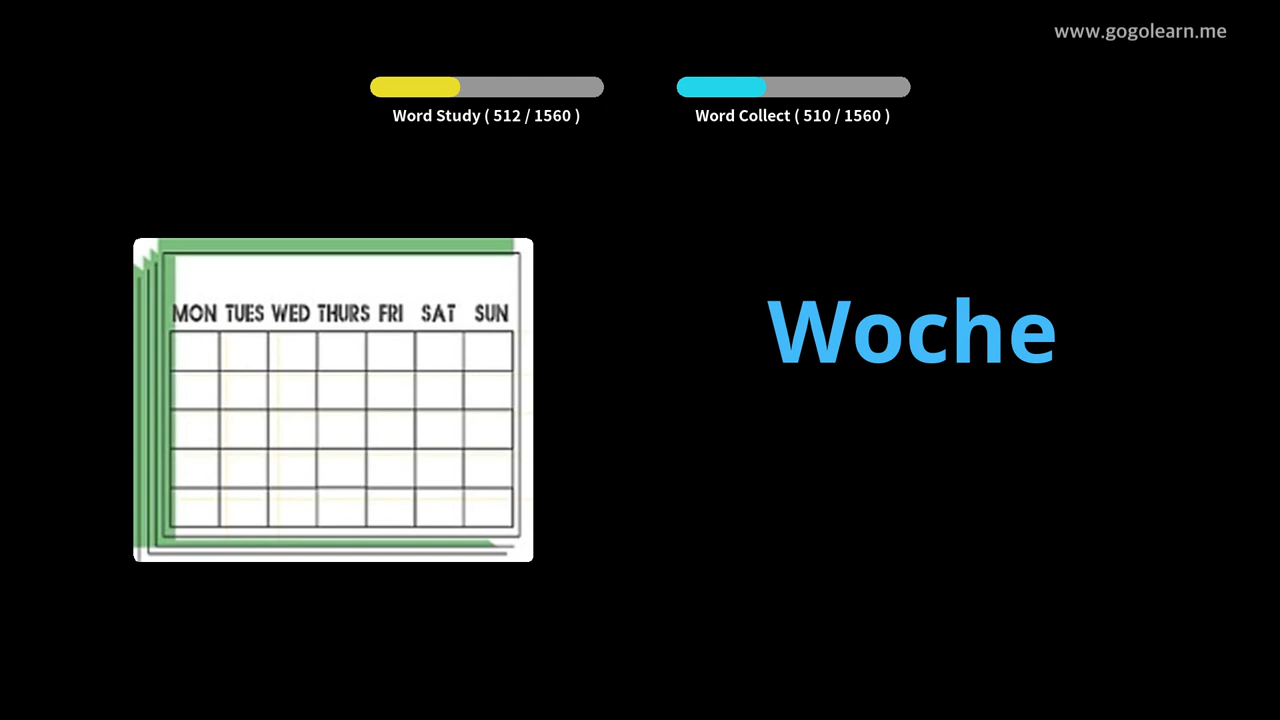 www.gogolearn.me
Word Study ( 512 / 1560 )
Word Collect ( 510 / 1560 )
MON TUES WED THURS FRI SAT SUN
Woche